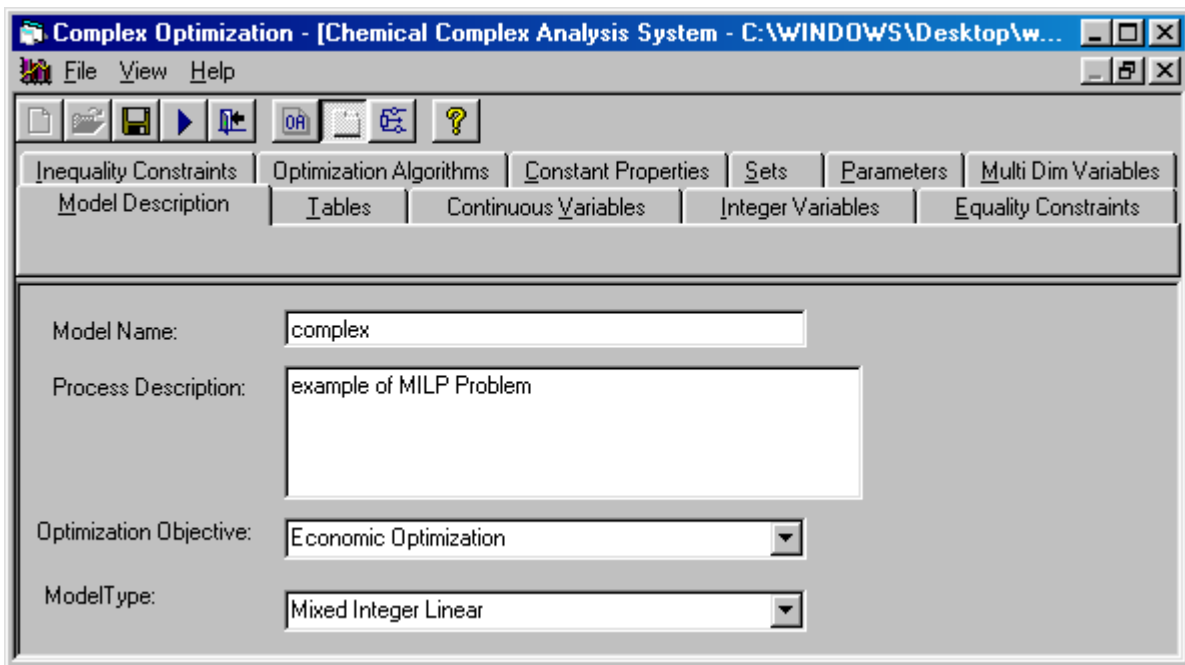 Complex Optimization - [Chemical Complex Analysis System - C:\WINDOWS\Desktop\w...
File View Help
OA ?
Inequality Constraints Optimization Algorithms Constant Properties Sets Parameters Multi Dim Variables
Model Description Tables Continuous Variables Integer Variables Equality Constraints
Model Name: complex
Process Description: example of MILP Problem
Optimization Objective: Economic Optimization
ModelType: Mixed Integer Linear